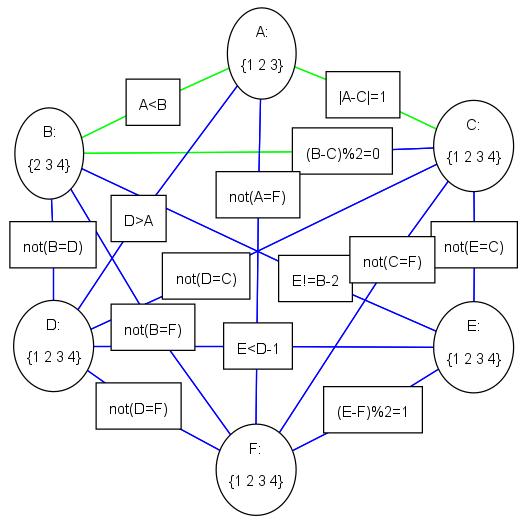 A:
{1 2 3}
A<B
|A-C|=1
B:
{2 3 4}
C:
{1 2 3 4}
(B-C)%2=0
not(A=F)
D>A
not(B=D)
not(C=F)
not(E=C)
not(D=C)
E!=B-2
D:
{1 2 3 4}
not(B=F)
E<D-1
E:
{1 2 3 4}
not(D=F)
(E-F)%2=1
F:
{1 2 3 4}